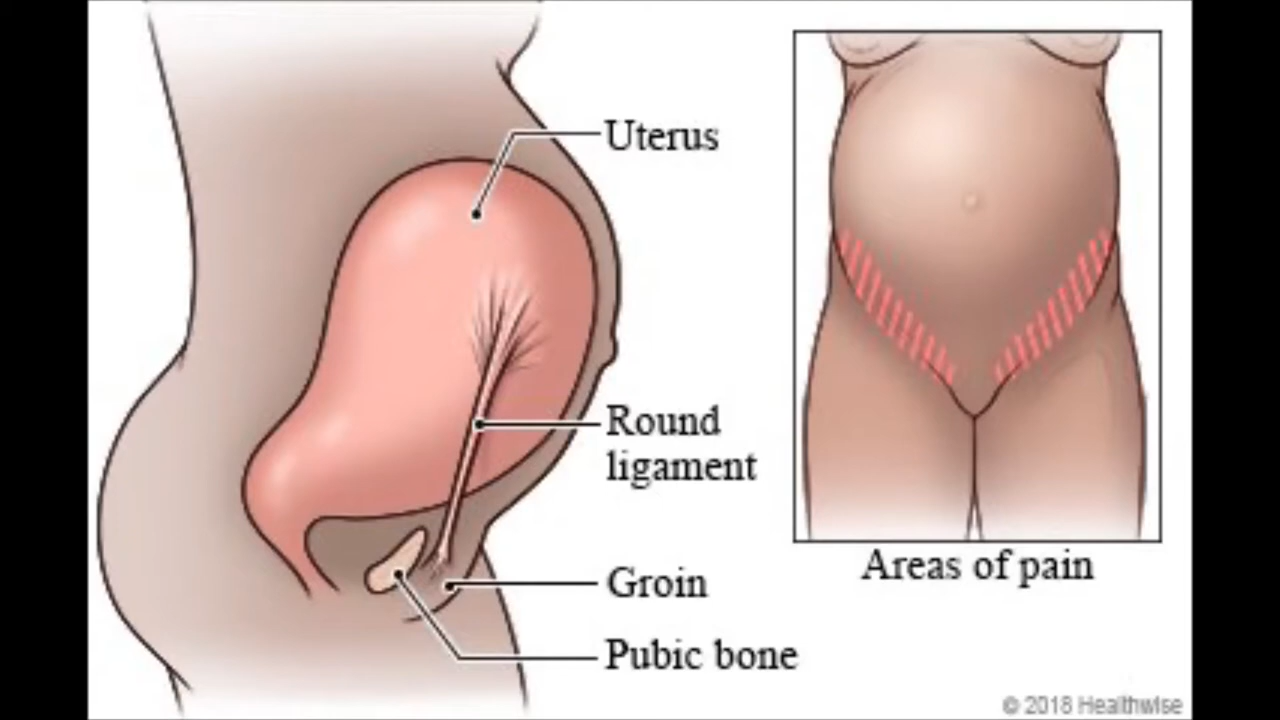 Uterus
Round
ligament
Groin
Pubic bone
Areas of pain
© 2018 Healthwise